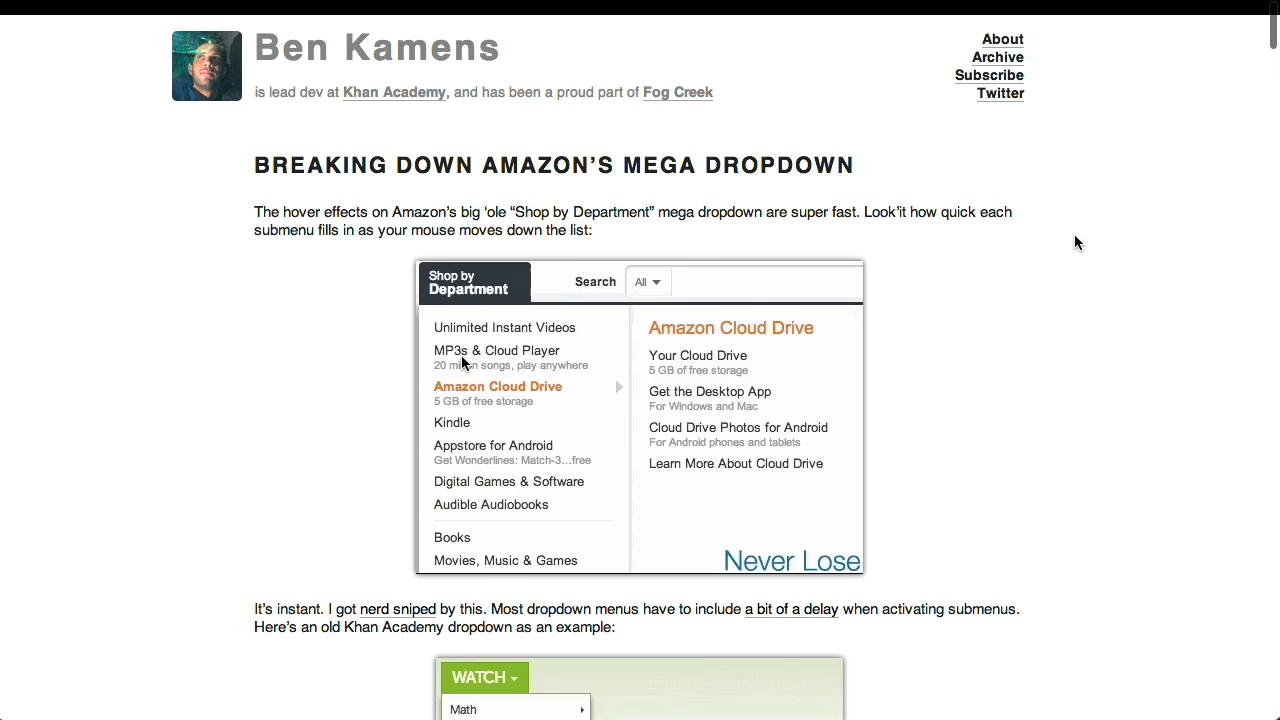 Ben Kamens
is lead dev at Khan Academy, and has been a proud part of Fog Creek
About
Archive
Subscribe
Twitter
BREAKING DOWN AMAZON’S MEGA DROPDOWN
The hover effects on Amazon’s big ‘ole “Shop by Department” mega dropdown are super fast. Look’it how quick each
submenu fills in as your mouse moves down the list:
Shop by
Department
Search
All
Unlimited Instant Videos
MP3s & Cloud Player
20 songs, play anywhere
Amazon Cloud Drive
5 GB of free storage
Kindle
Appstore for Android
Get Wonderlines: Match-3...free
Digital Games & Software
Audible Audiobooks
Books
Movies, Music & Games
Amazon Cloud Drive
Your Cloud Drive
5 GB of free storage
Get the Desktop App
For Windows and Mac
Cloud Drive Photos for Android
For Android phones and tablets
Learn More About Cloud Drive
Never Lose
It’s instant. I got nerd sniped by this. Most dropdown menus have to include a bit of a delay when activating submenus.
Here’s an old Khan Academy dropdown as an example:
WATCH
Math